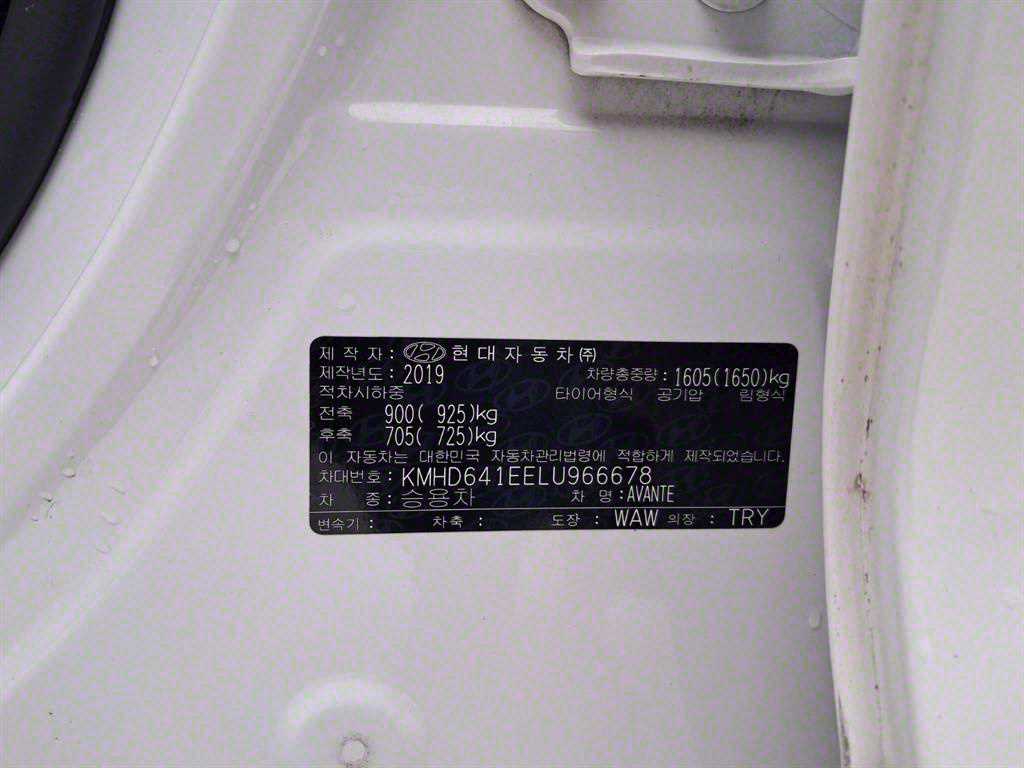 제 작 자 : 현대자동차㈜
제작년도 : 2019 차량총중량 : 1605(1650)kg
적차시하중 타이어형식 공기압 림형식
전축 900( 925)kg
후축 705( 725)kg
이 자동차는 대한민국 자동차관리법령에 적합하게 제작되었습니다.
차대번호 : KMHD641EELU966678
차 종 : 승용차 차 명 : AVANTE
변속기 : 차축 : 도장 : WAW 의장 : TRY